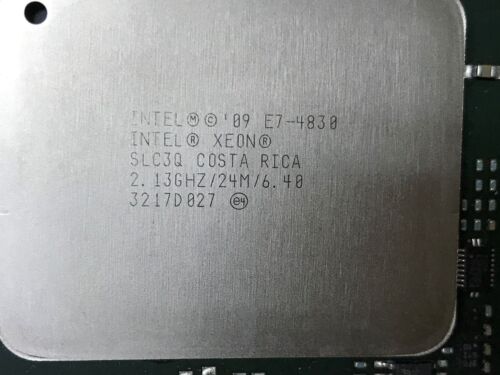 INTEL Ⓜ © '09 E7-4830
INTEL® XEON®
SLC3Q COSTA RICA
2.13GHZ/24M/6.40
3217D027 e4